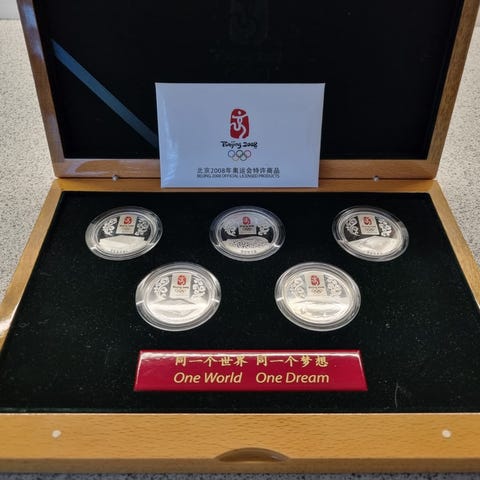 Beijing 2008
北京2008年奥运会特许商品
BEIJING 2008 OFFICIAL LICENSED PRODUCTS
同一个世界 同一个梦想
One World One Dream